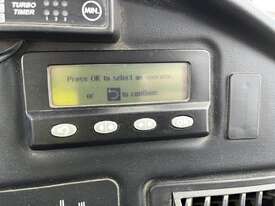 TURBO
TIMER
MIN.
Press OK to select an operator
or to continue